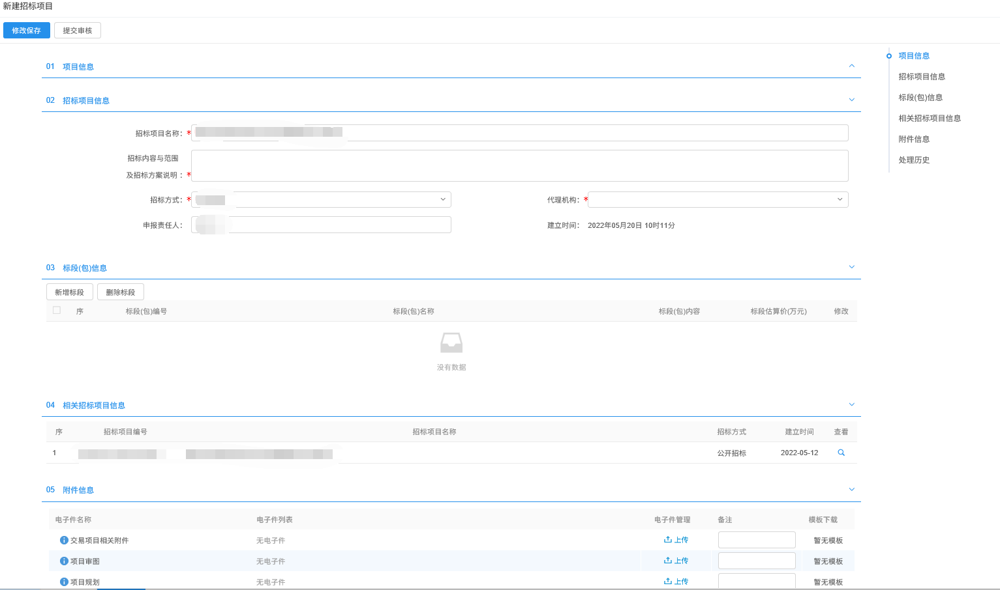 新建招标项目
修改保存 提交审核
01 项目信息
02 招标项目信息
招标项目名称：*
招标内容与范围
及招标方案说明 ：*
招标方式：* 代理机构：*
申报责任人： 建立时间： 2022年05月20日 10时11分
03 标段(包)信息
新增标段 删除标段
序 标段(包)编号 标段(包)名称 标段(包)内容 标段估算价(万元) 修改
没有数据
04 相关招标项目信息
序 招标项目编号 招标项目名称 招标方式 建立时间 查看
1 公开招标 2022-05-12
05 附件信息
电子件名称 电子件列表 电子件管理 备注 模板下载
交易项目相关附件 无电子件 上传 暂无模板
项目审图 无电子件 上传 暂无模板
项目规划 无电子件 上传 暂无模板
项目信息
招标项目信息
标段(包)信息
相关招标项目信息
附件信息
处理历史